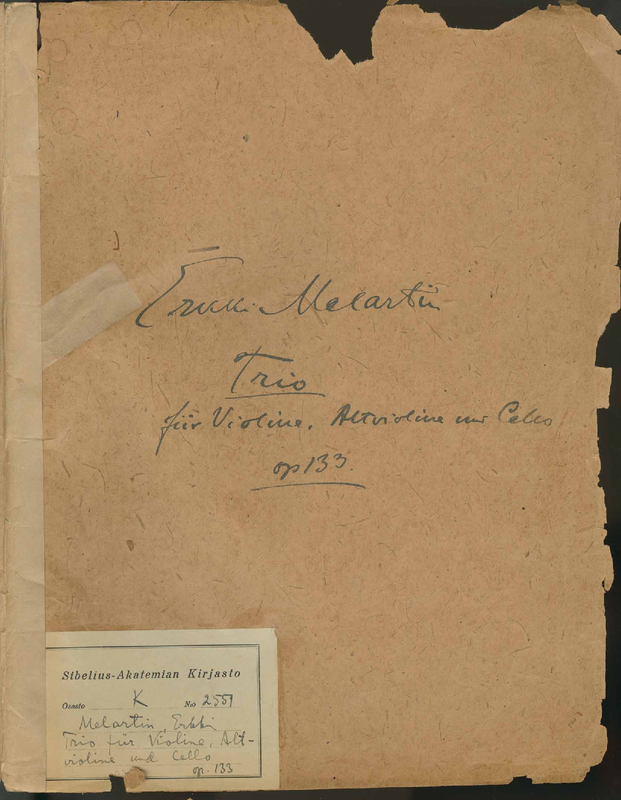 Erkki Melartin
Trio
für Violine, Altvioline und Cello
op 133.
Sibelius-Akatemian Kirjasto
Osasto K No 2551
Melartin, Erkki
Trio für Violine, Alt-
violine und Cello
op. 133